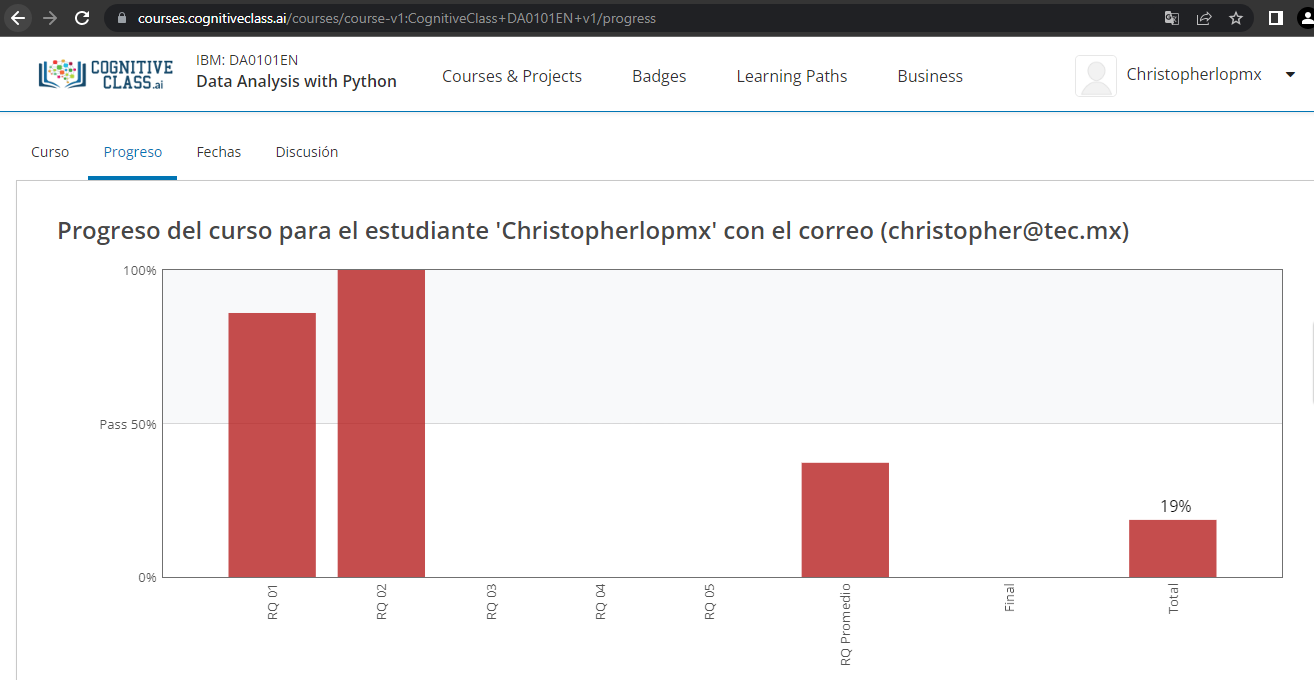 courses.cognitiveclass.ai/courses/course-v1:CognitiveClass+DA0101EN+v1/progress
COGNITIVE
CLASS.ai
IBM: DA0101EN
Data Analysis with Python
Courses & Projects
Badges
Learning Paths
Business
Christopherlopmx
Curso
Progreso
Fechas
Discusión
Progreso del curso para el estudiante 'Christopherlopmx' con el correo (christopher@tec.mx)
100%
Pass 50%
0%
19%
RQ 01
RQ 02
RQ 03
RQ 04
RQ 05
RQ Promedio
Final
Total